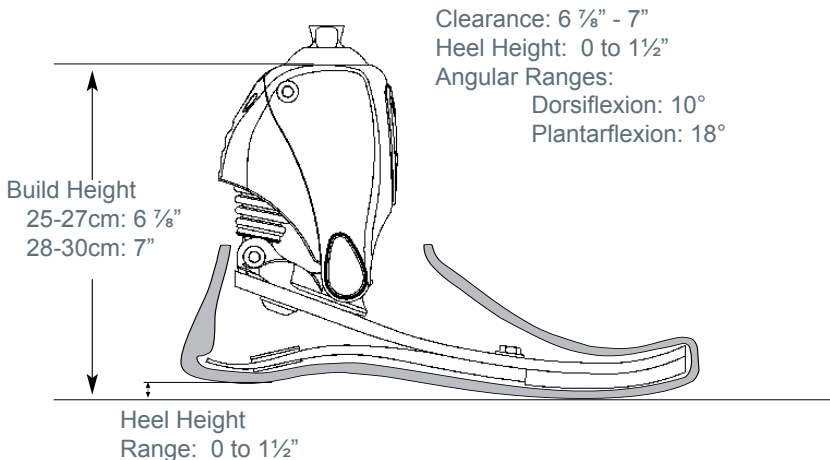 Clearance: 6 ⅞” - 7”
Heel Height:  0 to 1½”
Angular Ranges:
Dorsiflexion: 10°
Plantarflexion: 18°
Build Height
25-27cm: 6 ⅞”
28-30cm: 7”
Heel Height
Range:  0 to 1½”